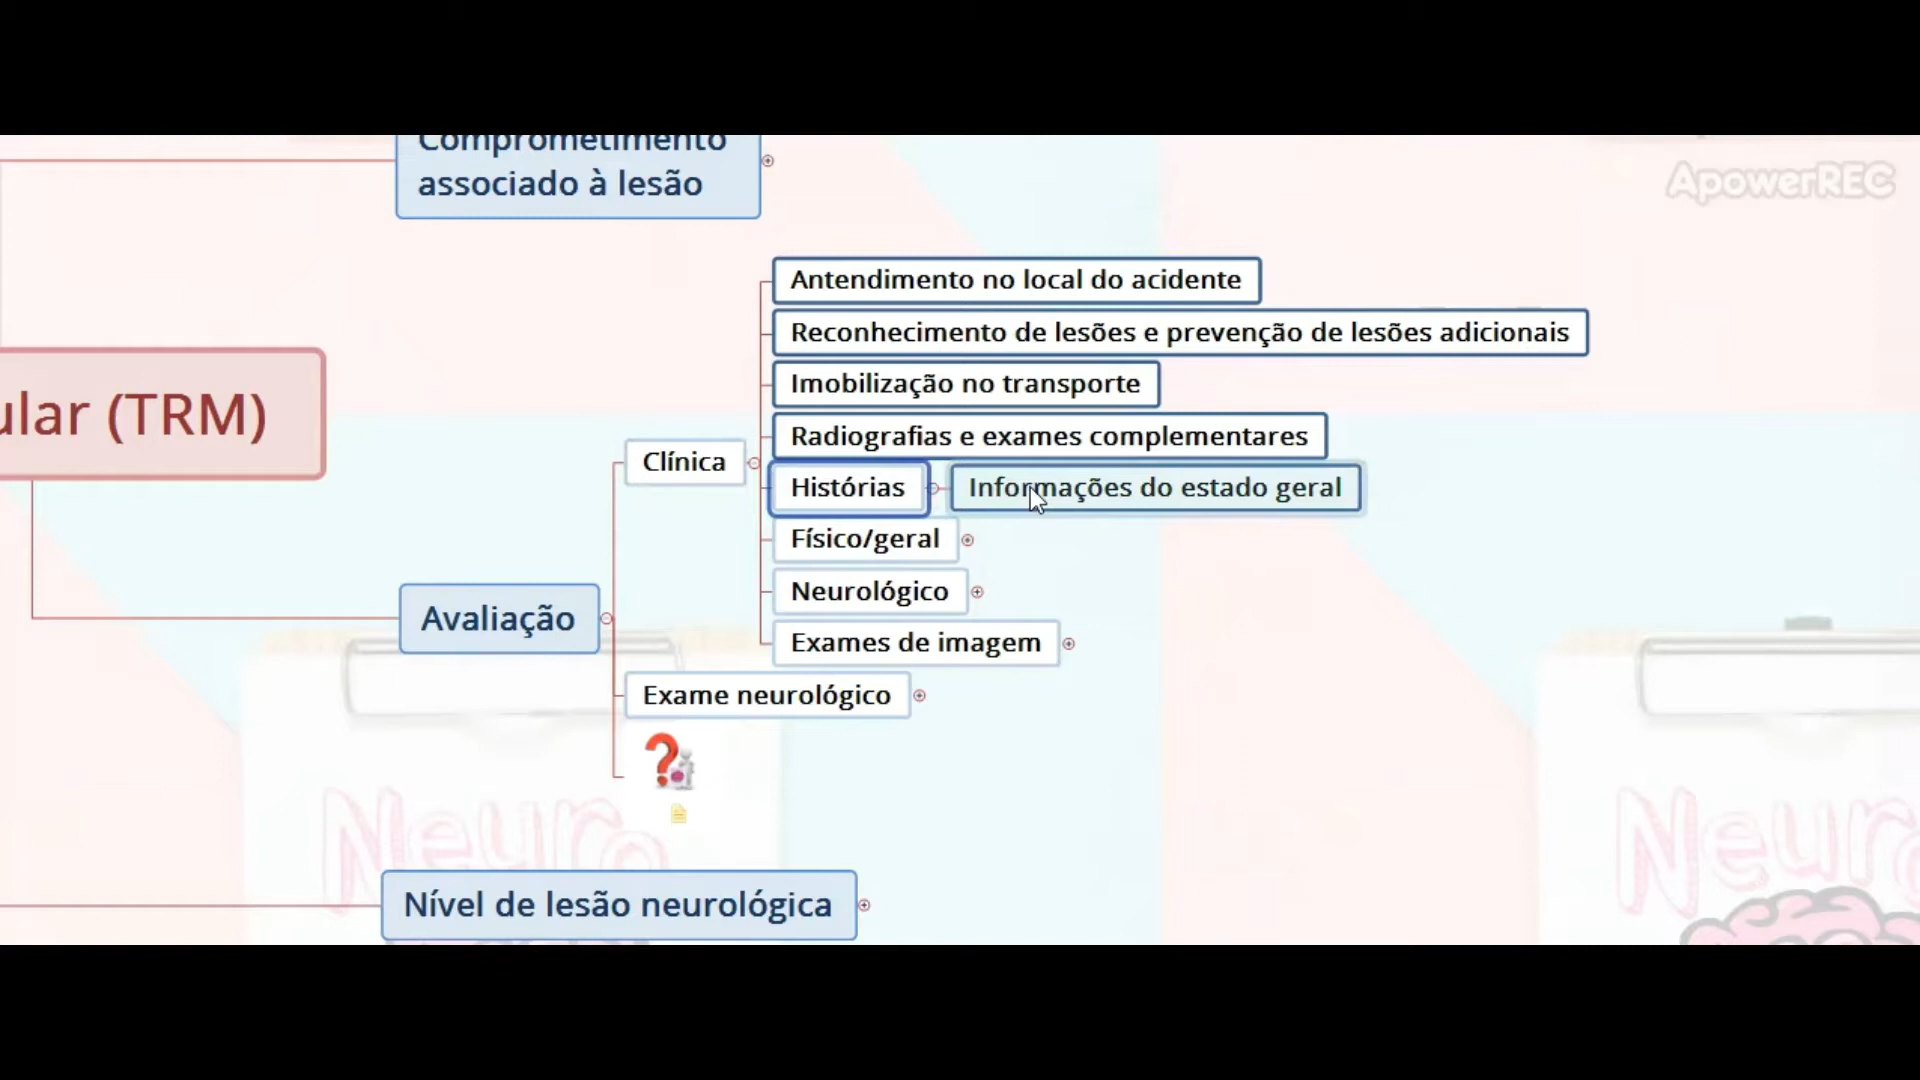 Comprometimento
associado à lesão
ApowerREC
Antendimento no local do acidente
Reconhecimento de lesões e prevenção de lesões adicionais
Imobilização no transporte
ular (TRM)
Radiografias e exames complementares
Clínica
Histórias
Informações do estado geral
Físico/geral
Neurológico
Avaliação
Exames de imagem
Exame neurológico
Neuro
Neuro
Nível de lesão neurológica